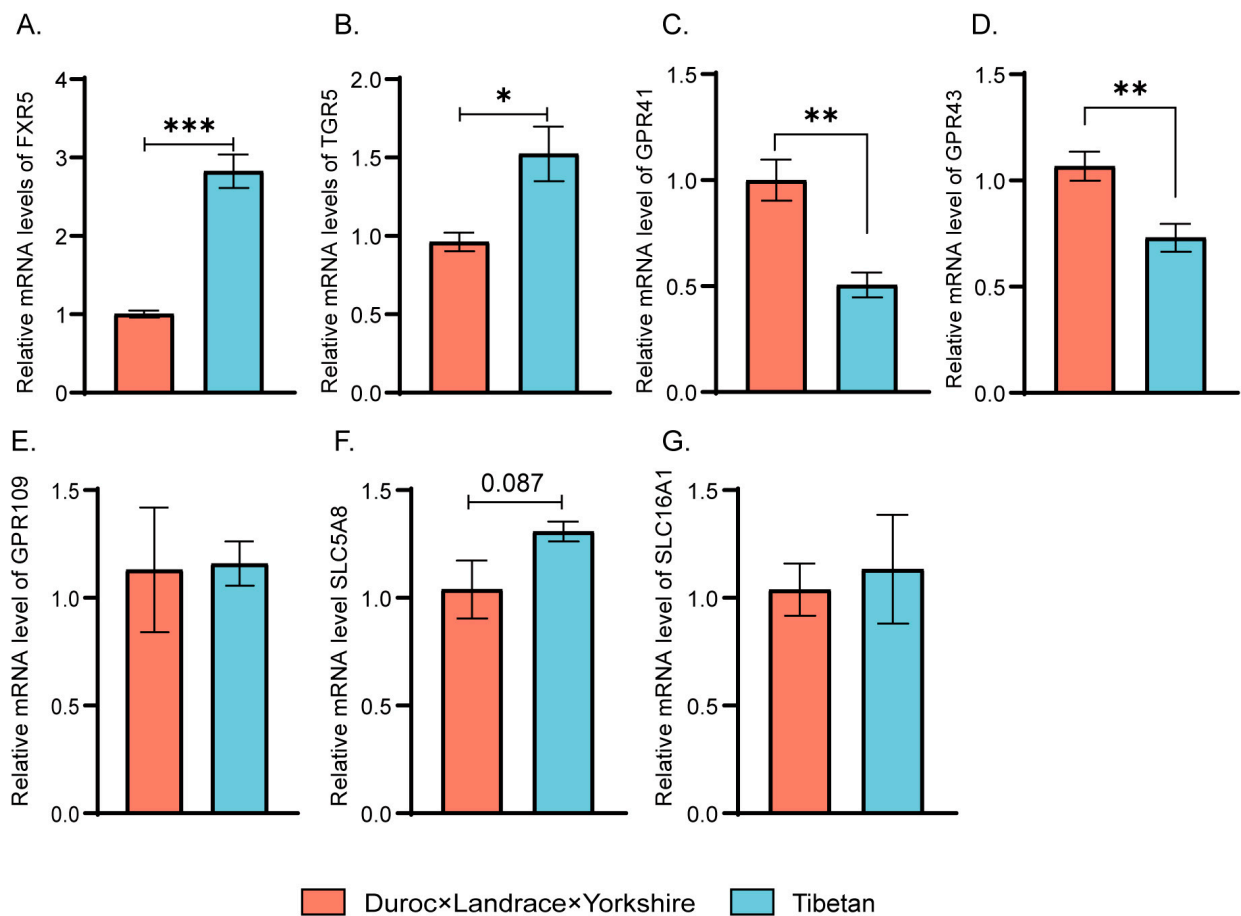 A.
Relative mRNA levels of FXR5
4
3
2
1
0
***
B.
Relative mRNA levels of TGR5
2.0
1.5
1.0
0.5
0.0
*
C.
Relative mRNA level of GPR41
1.5
1.0
0.5
0.0
**
D.
Relative mRNA level of GPR43
1.5
1.0
0.5
0.0
**
E.
Relative mRNA level of GPR109
1.5
1.0
0.5
0.0
F.
Relative mRNA level SLC5A8
1.5
1.0
0.5
0.0
0.087
G.
Relative mRNA level of SLC16A1
1.5
1.0
0.5
0.0
Duroc×Landrace×Yorkshire
Tibetan